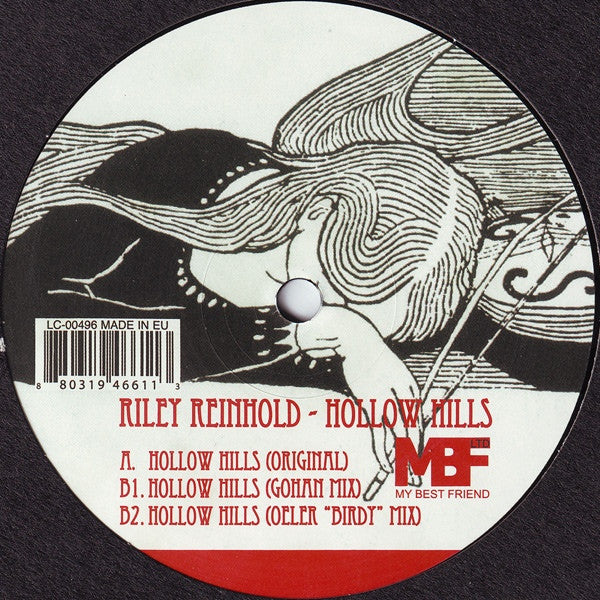 LC-00496 MADE IN EU
8 80319 46611 3
RILEY REINHOLD - HOLLOW HILLS
A. HOLLOW HILLS (ORIGINAL)
B1. HOLLOW HILLS (GOHAN MIX)
B2. HOLLOW HILLS (OELER "BIRDY" MIX)
MBF LTD
MY BEST FRIEND